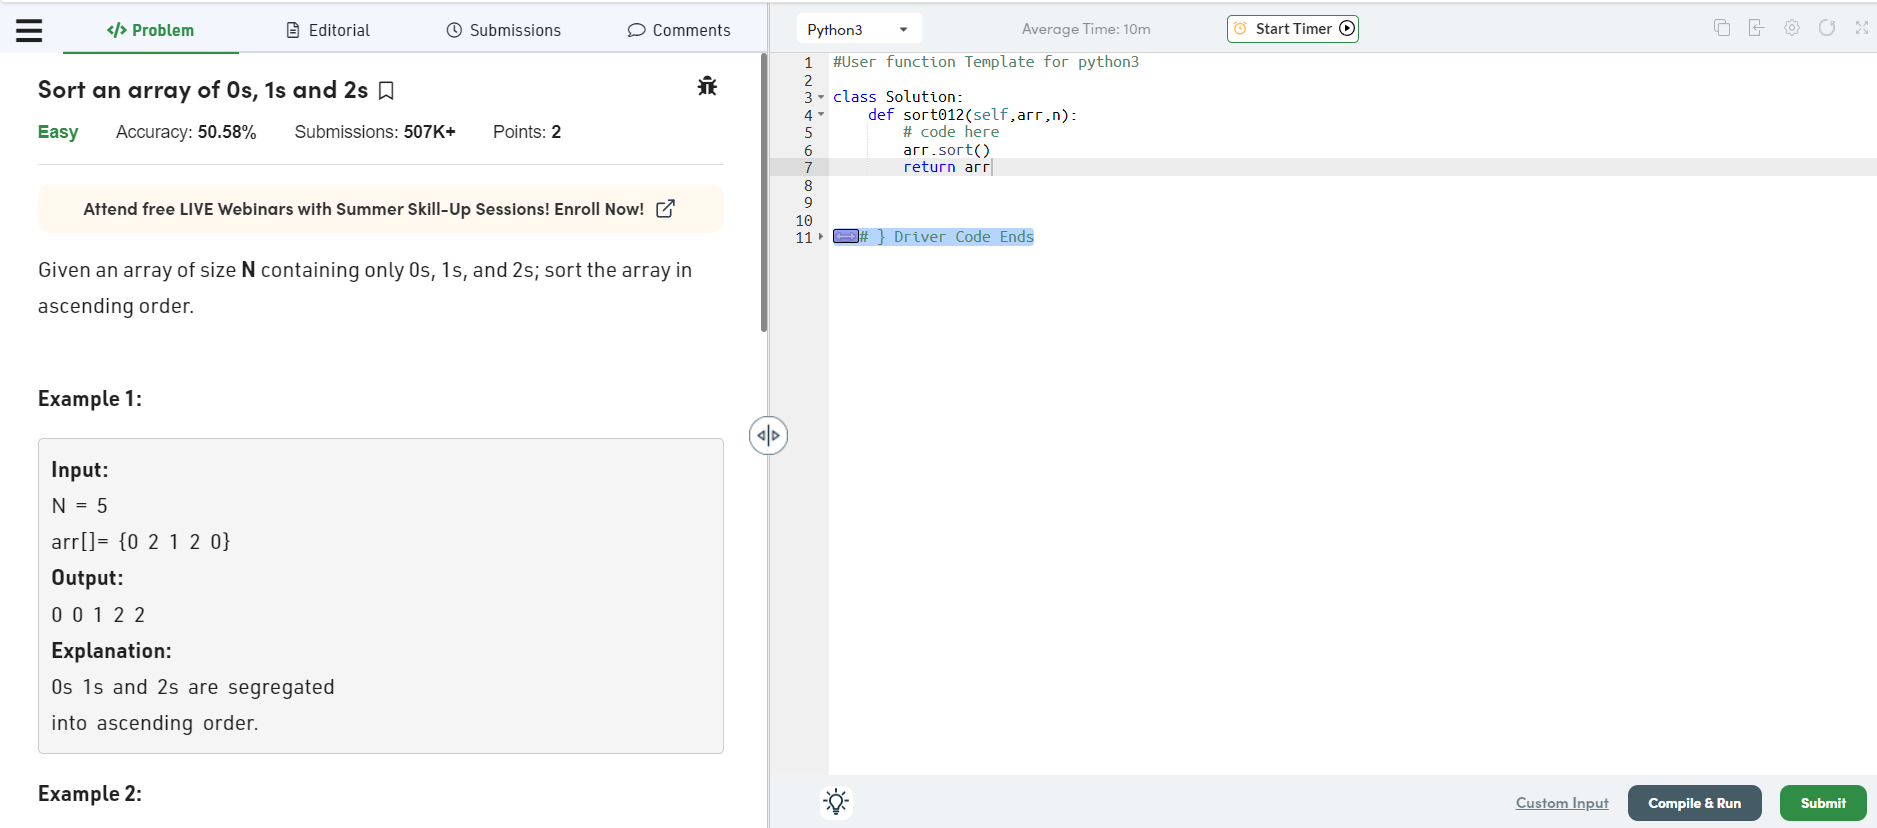 </> Problem
Editorial
Submissions
Comments
Sort an array of 0s, 1s and 2s
Easy Accuracy: 50.58% Submissions: 507K+ Points: 2
Attend free LIVE Webinars with Summer Skill-Up Sessions! Enroll Now!
Given an array of size N containing only 0s, 1s, and 2s; sort the array in
ascending order.
Example 1:
Input:
N = 5
arr[]= {0 2 1 2 0}
Output:
0 0 1 2 2
Explanation:
0s 1s and 2s are segregated
into ascending order.
Example 2:
Python3
Average Time: 10m
Start Timer
1 #User function Template for python3
2
3 class Solution:
4 def sort012(self,arr,n):
5 # code here
6 arr.sort()
7 return arr
8
9
10
11 # } Driver Code Ends
Custom Input
Compile & Run
Submit